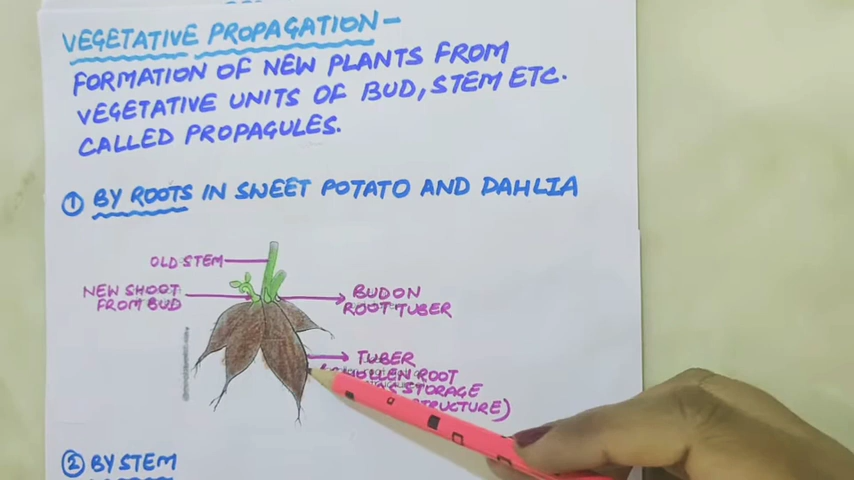 VEGETATIVE PROPAGATION-
FORMATION OF NEW PLANTS FROM
VEGETATIVE UNITS OF BUD, STEM ETC.
CALLED PROPAGULES.
① BY ROOTS IN SWEET POTATO AND DAHLIA
OLD STEM
NEW SHOOT
FROM BUD
BUD ON
ROOT TUBER
TUBER
ROOT
STORAGE
STRUCTURE)
② BY STEM